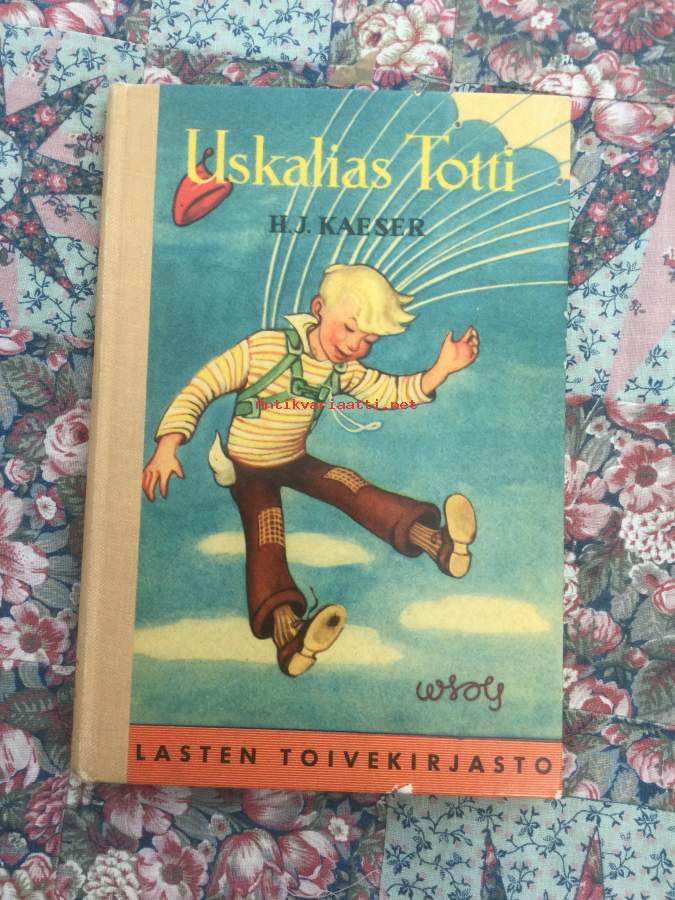 Uskalias Totti
H.J. KAESER
antikvariaatti.net
WSOY
LASTEN TOIVEKIRJASTO